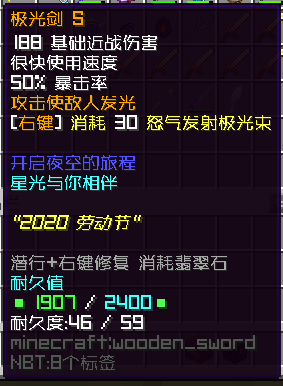 极光剑 S
188 基础近战伤害
很快使用速度
50% 暴击率
攻击使敌人发光
[右键] 消耗 30 怒气发射极光束
开启夜空的旅程
星光与你相伴
"2020 劳动节"
潜行+右键修复 消耗翡翠石
耐久值
▪ 1907 / 2400 ▪
耐久度:46 / 59
minecraft:wooden_sword
NBT:8个标签